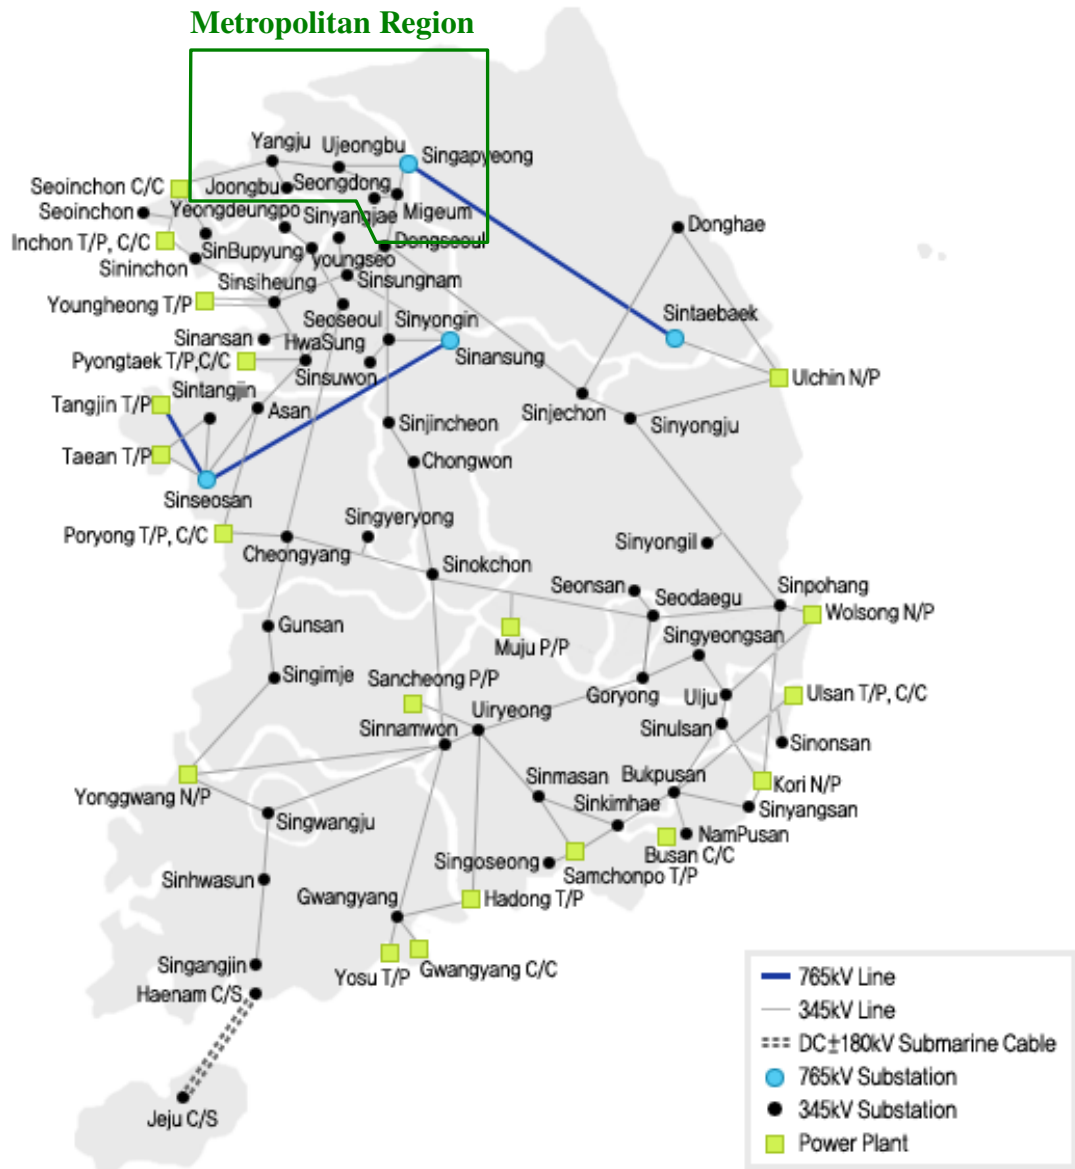 Metropolitan Region
Yangju
Ujeongbu
Singapyeong
Seoinchon C/C
Joongbu
Seongdong
Seoinchon
Yeongdeungpo
Sinyangjae
Migeum
Donghae
Inchon T/P, C/C
SinBupyung
youngseo
Dongseoul
Sininchon
Sinsiheung
Sinsungnam
Youngheong T/P
Seoseoul
Sinyongin
Sintaebaek
Sinansan
HwaSung
Sinansung
Pyongtaek T/P,C/C
Sinsuwon
Ulchin N/P
Sintangjin
Tangjin T/P
Asan
Sinjechon
Sinjincheon
Sinyongju
Taean T/P
Chongwon
Sinseosan
Singyeryong
Poryong T/P, C/C
Cheongyang
Sinyongil
Sinokchon
Seonsan
Seodaegu
Sinpohang
Wolsong N/P
Gunsan
Singyeongsan
Muju P/P
Singimje
Sancheong P/P
Goryong
Ulju
Ulsan T/P, C/C
Uiryeong
Sinnamwon
Sinulsan
Sinonsan
Sinmasan
Bukpusan
Kori N/P
Yonggwang N/P
Sinkimhae
Sinyangsan
Singwangju
NamPusan
Busan C/C
Singoseong
Samchonpo T/P
Sinhwasun
Gwangyang
Hadong T/P
Singangjin
Yosu T/P
Gwangyang C/C
Haenam C/S
Jeju C/S
765kV Line
345kV Line
DC±180kV Submarine Cable
765kV Substation
345kV Substation
Power Plant